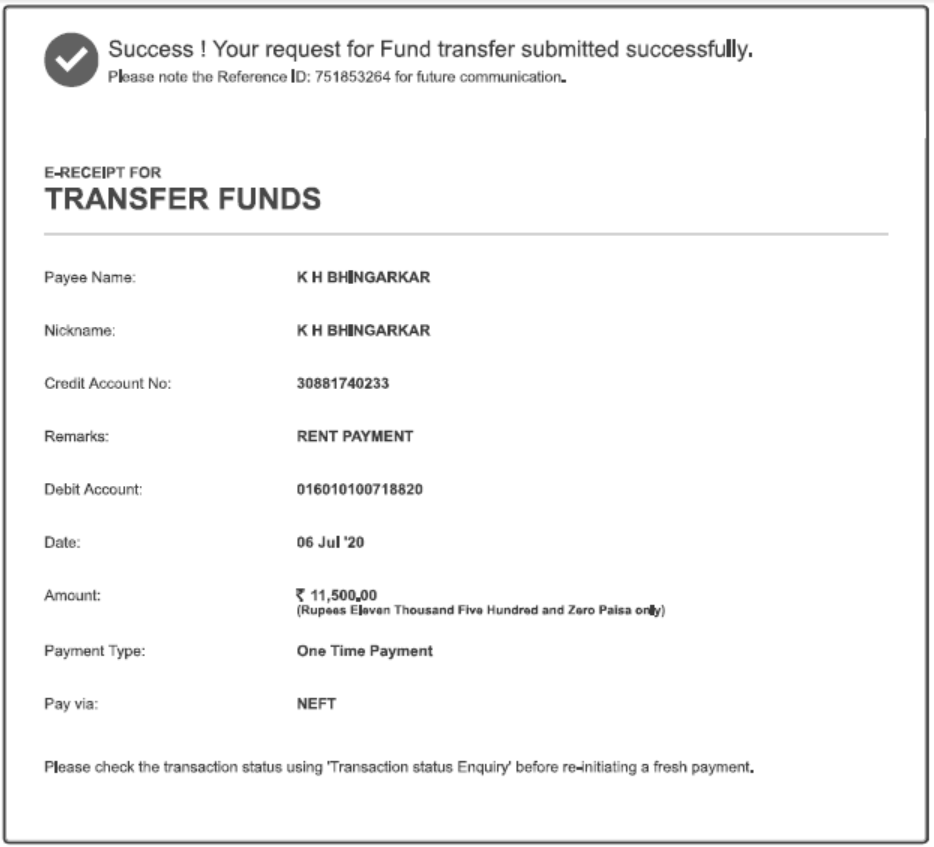 Success ! Your request for Fund transfer submitted successfully.
Please note the Reference ID: 751853264 for future communication.
E-RECEIPT FOR
TRANSFER FUNDS
Payee Name: K H BHINGARKAR
Nickname: K H BHINGARKAR
Credit Account No: 30881740233
Remarks: RENT PAYMENT
Debit Account: 016010100718820
Date: 06 Jul '20
Amount: ₹ 11,500.00
(Rupees Eleven Thousand Five Hundred and Zero Paisa only)
Payment Type: One Time Payment
Pay via: NEFT
Please check the transaction status using 'Transaction status Enquiry' before re-initiating a fresh payment.